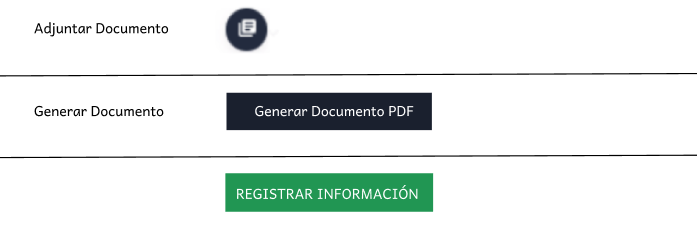 Adjuntar Documento
Generar Documento
Generar Documento PDF
REGISTRAR INFORMACIÓN